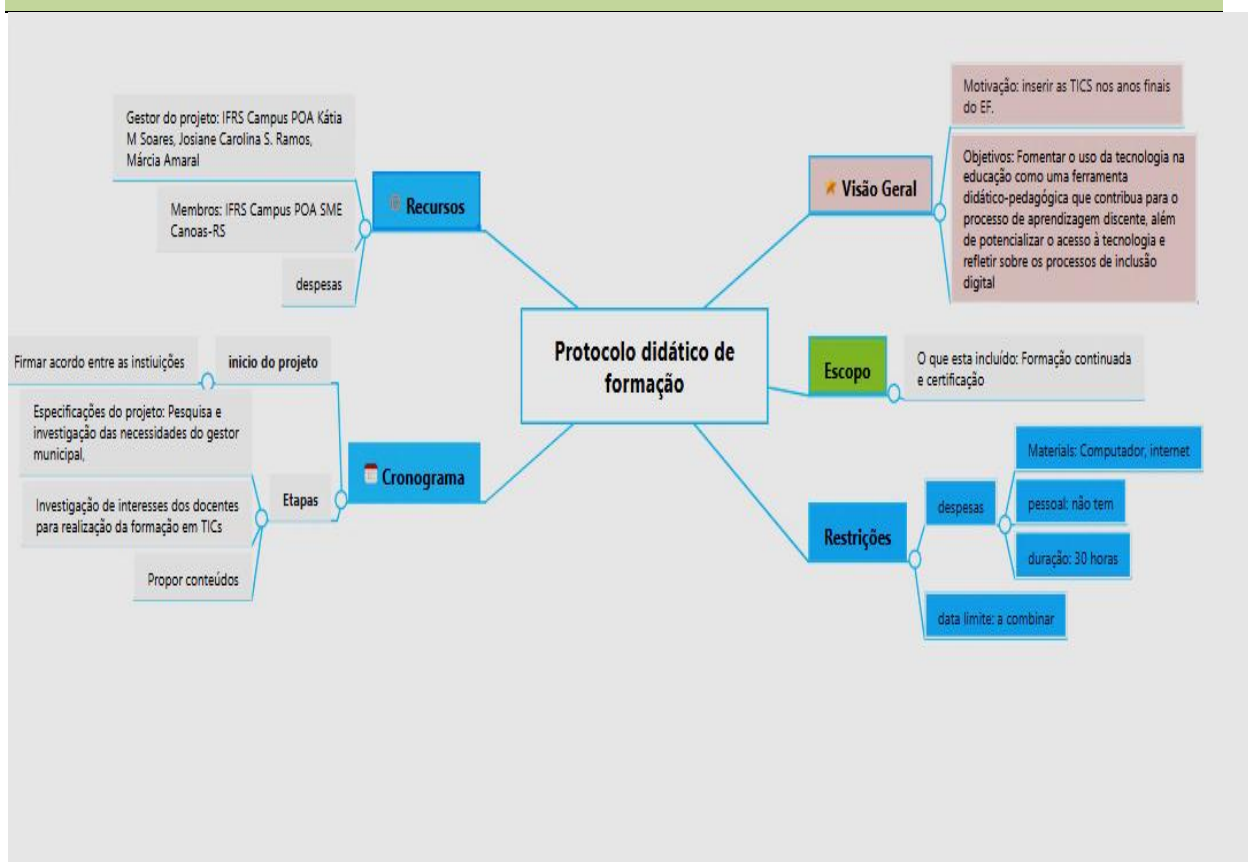 Protocolo didático de
formação
Recursos
Gestor do projeto: IFRS Campus POA Kátia
M Soares, Josiane Carolina S. Ramos,
Márcia Amaral
Membros: IFRS Campus POA SME
Canoas-RS
despesas
Cronograma
inicio do projeto
Firmar acordo entre as instiuições
Etapas
Especificações do projeto: Pesquisa e
investigação das necessidades do gestor
municipal,
Investigação de interesses dos docentes
para realização da formação em TICs
Propor conteúdos
Visão Geral
Motivação: inserir as TICS nos anos finais
do EF.
Objetivos: Fomentar o uso da tecnologia na
educação como uma ferramenta
didático-pedagógica que contribua para o
processo de aprendizagem discente, além
de potencializar o acesso à tecnologia e
refletir sobre os processos de inclusão
digital
Escopo
O que esta incluído: Formação continuada
e certificação
Restrições
despesas
Materials: Computador, internet
pessoal: não tem
duração: 30 horas
data limite: a combinar